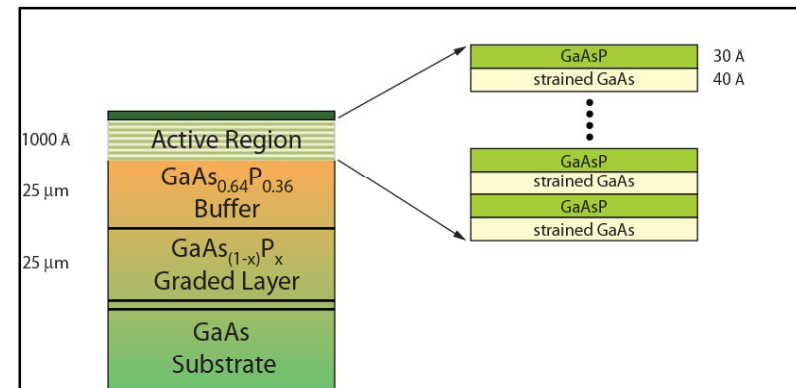 GaAsP 30 Å
strained GaAs 40 Å
1000 Å Active Region
GaAsP
strained GaAs
GaAsP
strained GaAs
25 μm GaAs₀.₆₄P₀.₃₆
Buffer
25 μm GaAs₍₁₋ₓ₎Pₓ
Graded Layer
GaAs
Substrate